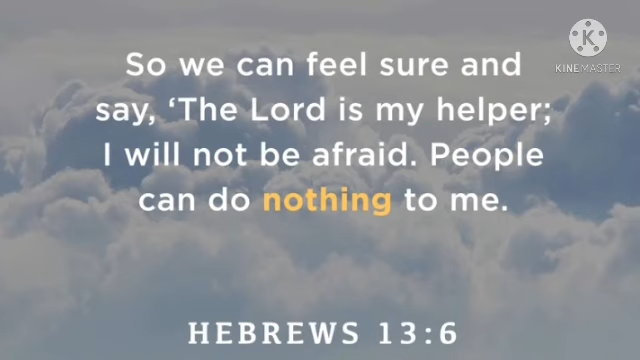 KINEMASTER
So we can feel sure and
say, ‘The Lord is my helper;
I will not be afraid. People
can do nothing to me.
HEBREWS 13:6